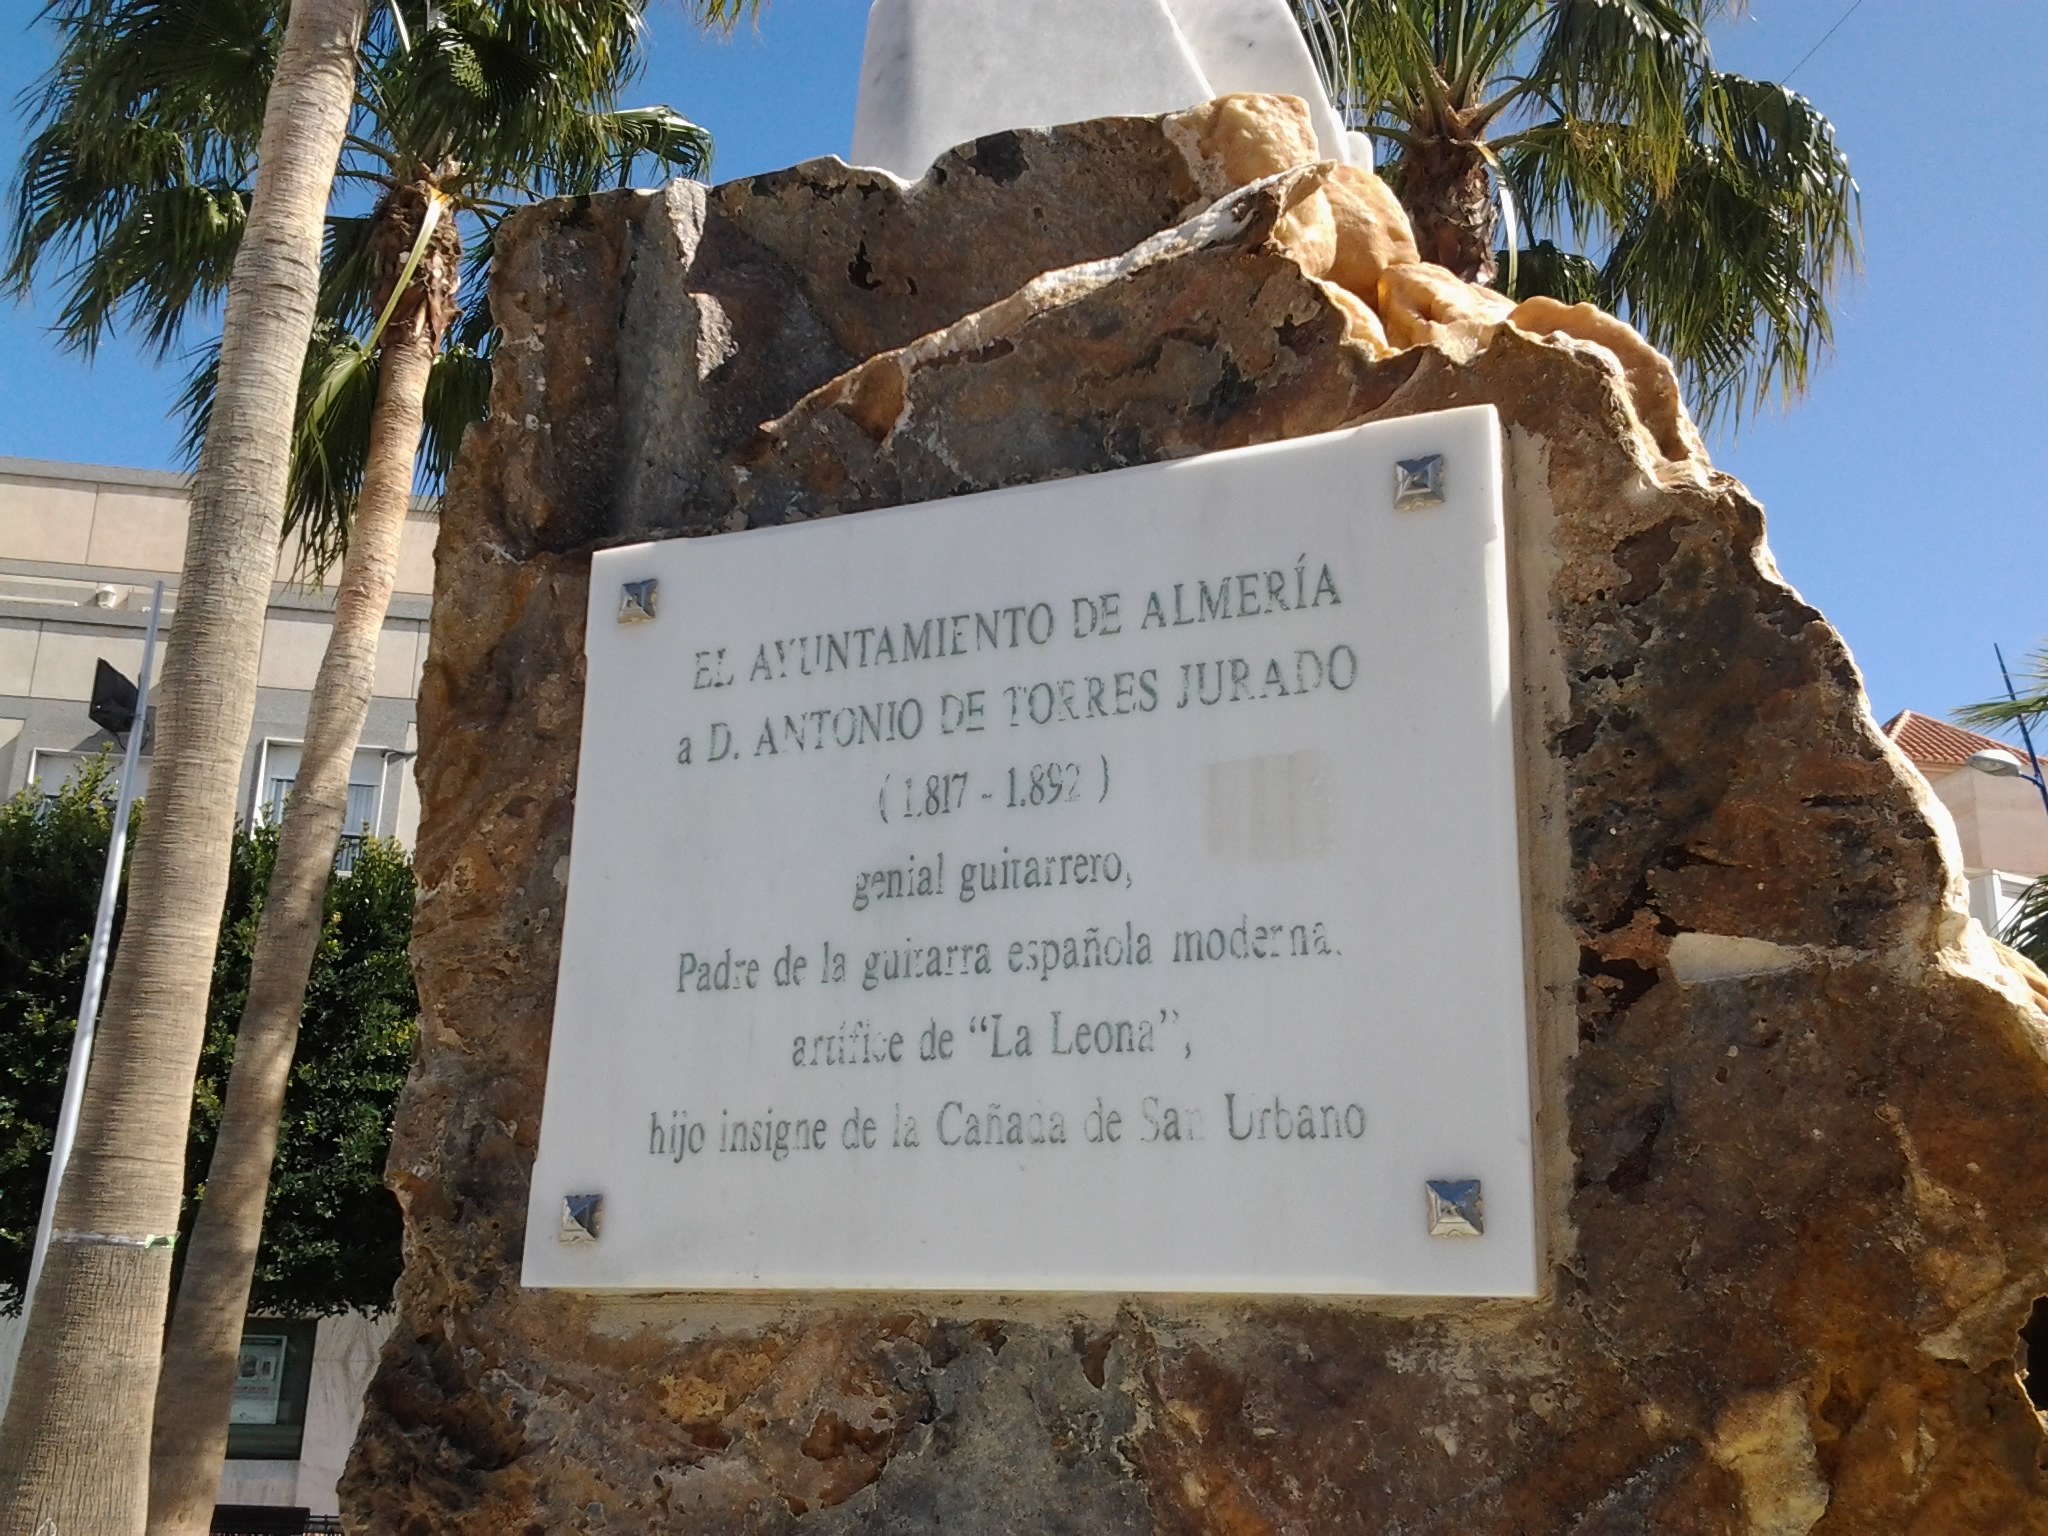 EL AYUNTAMIENTO DE ALMERÍA
a D. ANTONIO DE TORRES JURADO
( 1.817 - 1.892 )
genial guitarrero,
Padre de la guitarra española moderna,
artífice de “La Leona”,
hijo insigne de la Cañada de San Urbano